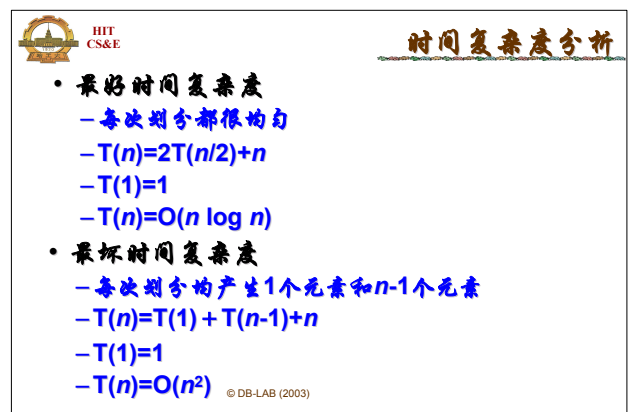 HIT
CS&E
时间复杂度分析
• 最好时间复杂度
–每次划分都很均匀
–T(n)=2T(n/2)+n
–T(1)=1
–T(n)=O(n log n)
• 最坏时间复杂度
–每次划分均产生1个元素和n-1个元素
–T(n)=T(1)+T(n-1)+n
–T(1)=1
–T(n)=O(n²)
© DB-LAB (2003)